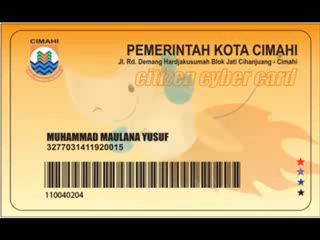 CIMAHI
PEMERINTAH KOTA CIMAHI
Jl. Rd. Demang Hardjakusumah Blok Jati Cihanjuang - Cimahi
citizen cyber card
MUHAMMAD MAULANA YUSUF
3277031411920015
110040204